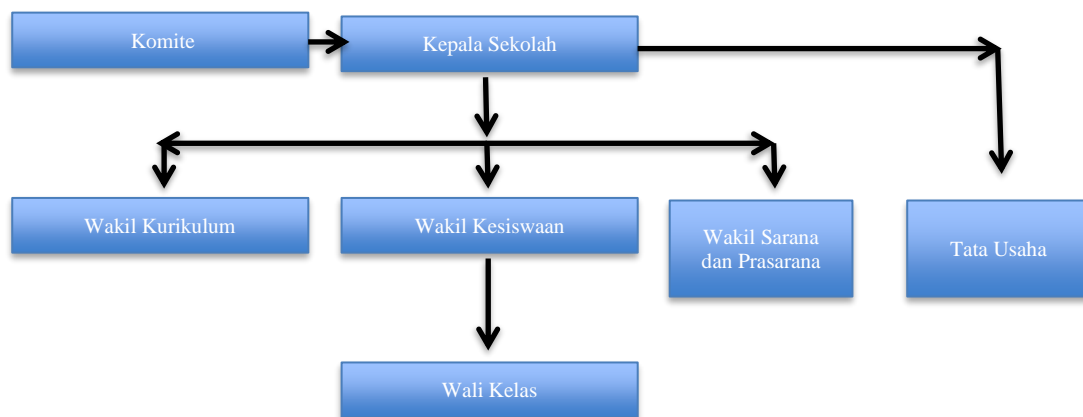 Komite
Kepala Sekolah
Wakil Kurikulum
Wakil Kesiswaan
Wakil Sarana
dan Prasarana
Tata Usaha
Wali Kelas